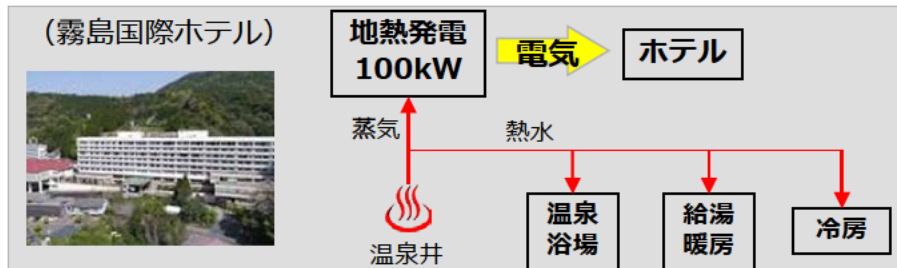 （霧島国際ホテル）
地熱発電
100kW
電気
ホテル
蒸気
熱水
温泉井
温泉
浴場
給湯
暖房
冷房